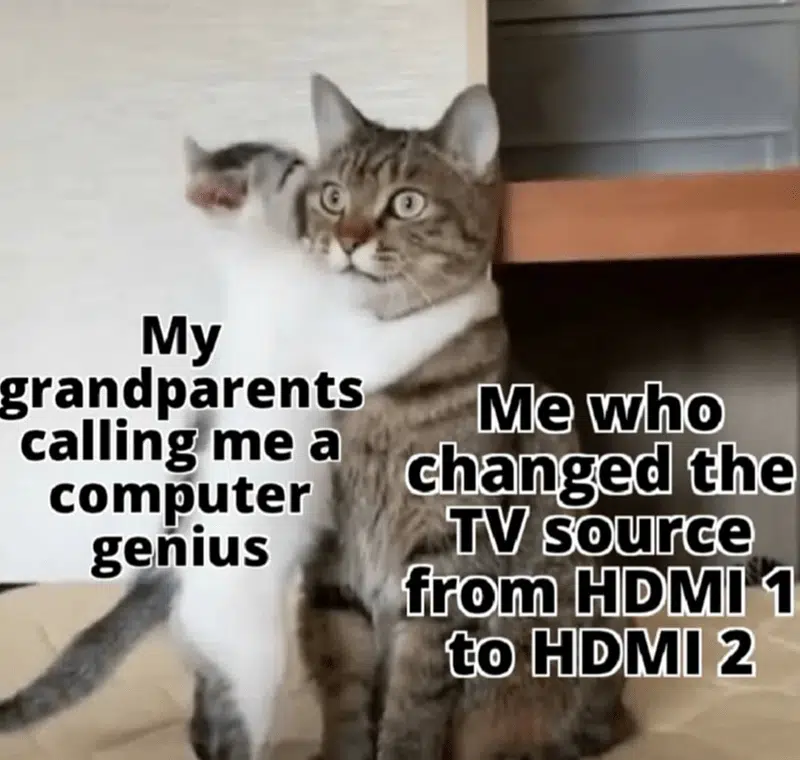 My
grandparents
calling me a
computer
genius
Me who
changed the
TV source
from HDMI 1
to HDMI 2